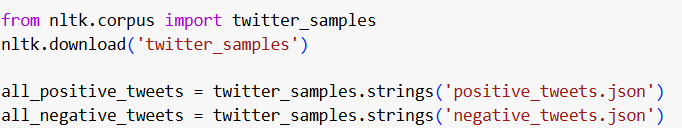 from nltk.corpus import twitter_samples
nltk.download('twitter_samples')
all_positive_tweets = twitter_samples.strings('positive_tweets.json')
all_negative_tweets = twitter_samples.strings('negative_tweets.json')